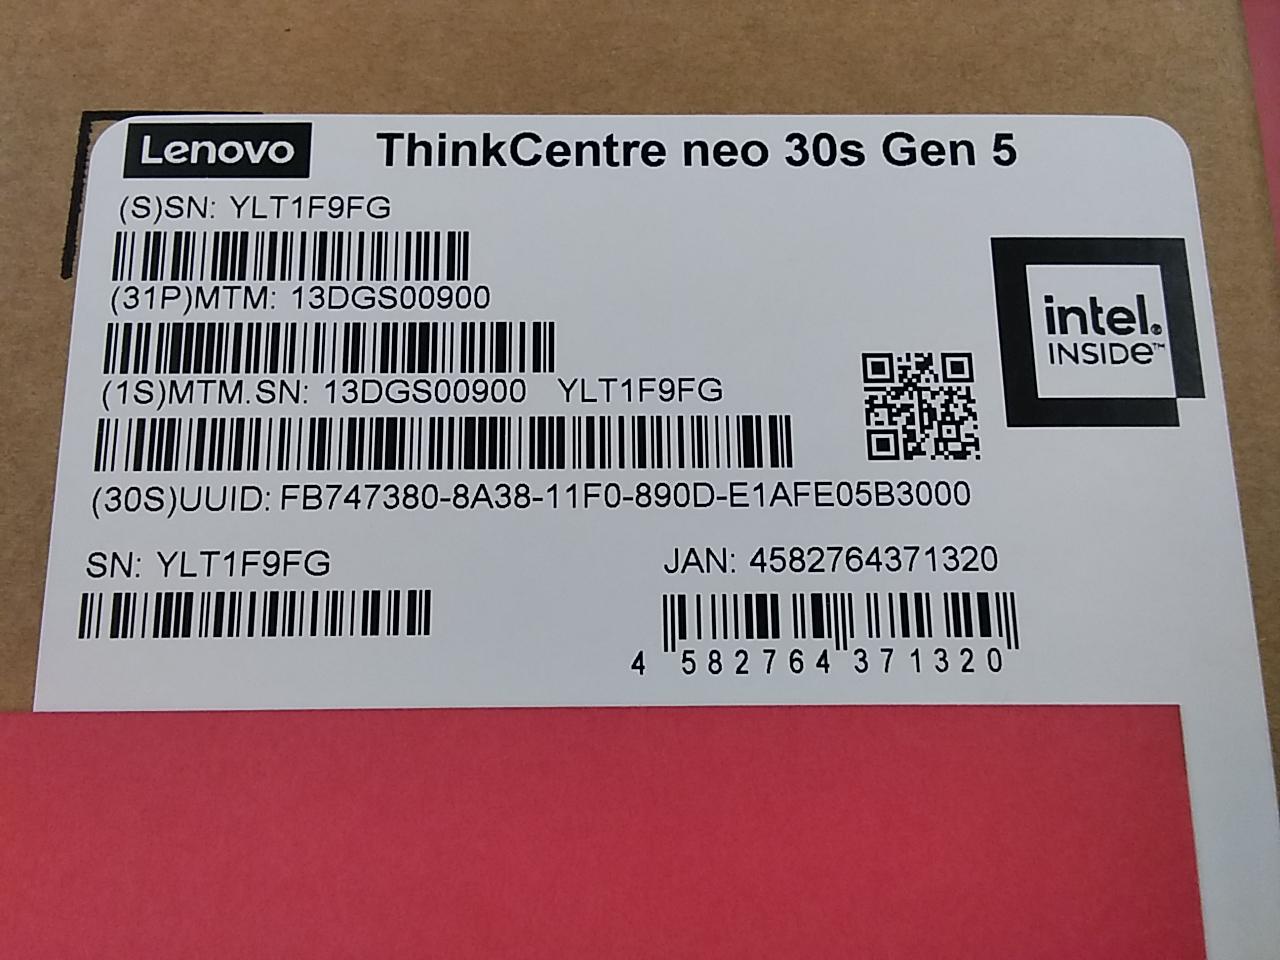 Lenovo ThinkCentre neo 30s Gen 5
(S)SN: YLT1F9FG
(31P)MTM: 13DGS00900
(1S)MTM.SN: 13DGS00900 YLT1F9FG
intel.
INSIDe™
(30S)UUID: FB747380-8A38-11F0-890D-E1AFE05B3000
SN: YLT1F9FG
JAN: 4582764371320
4 582764 371320